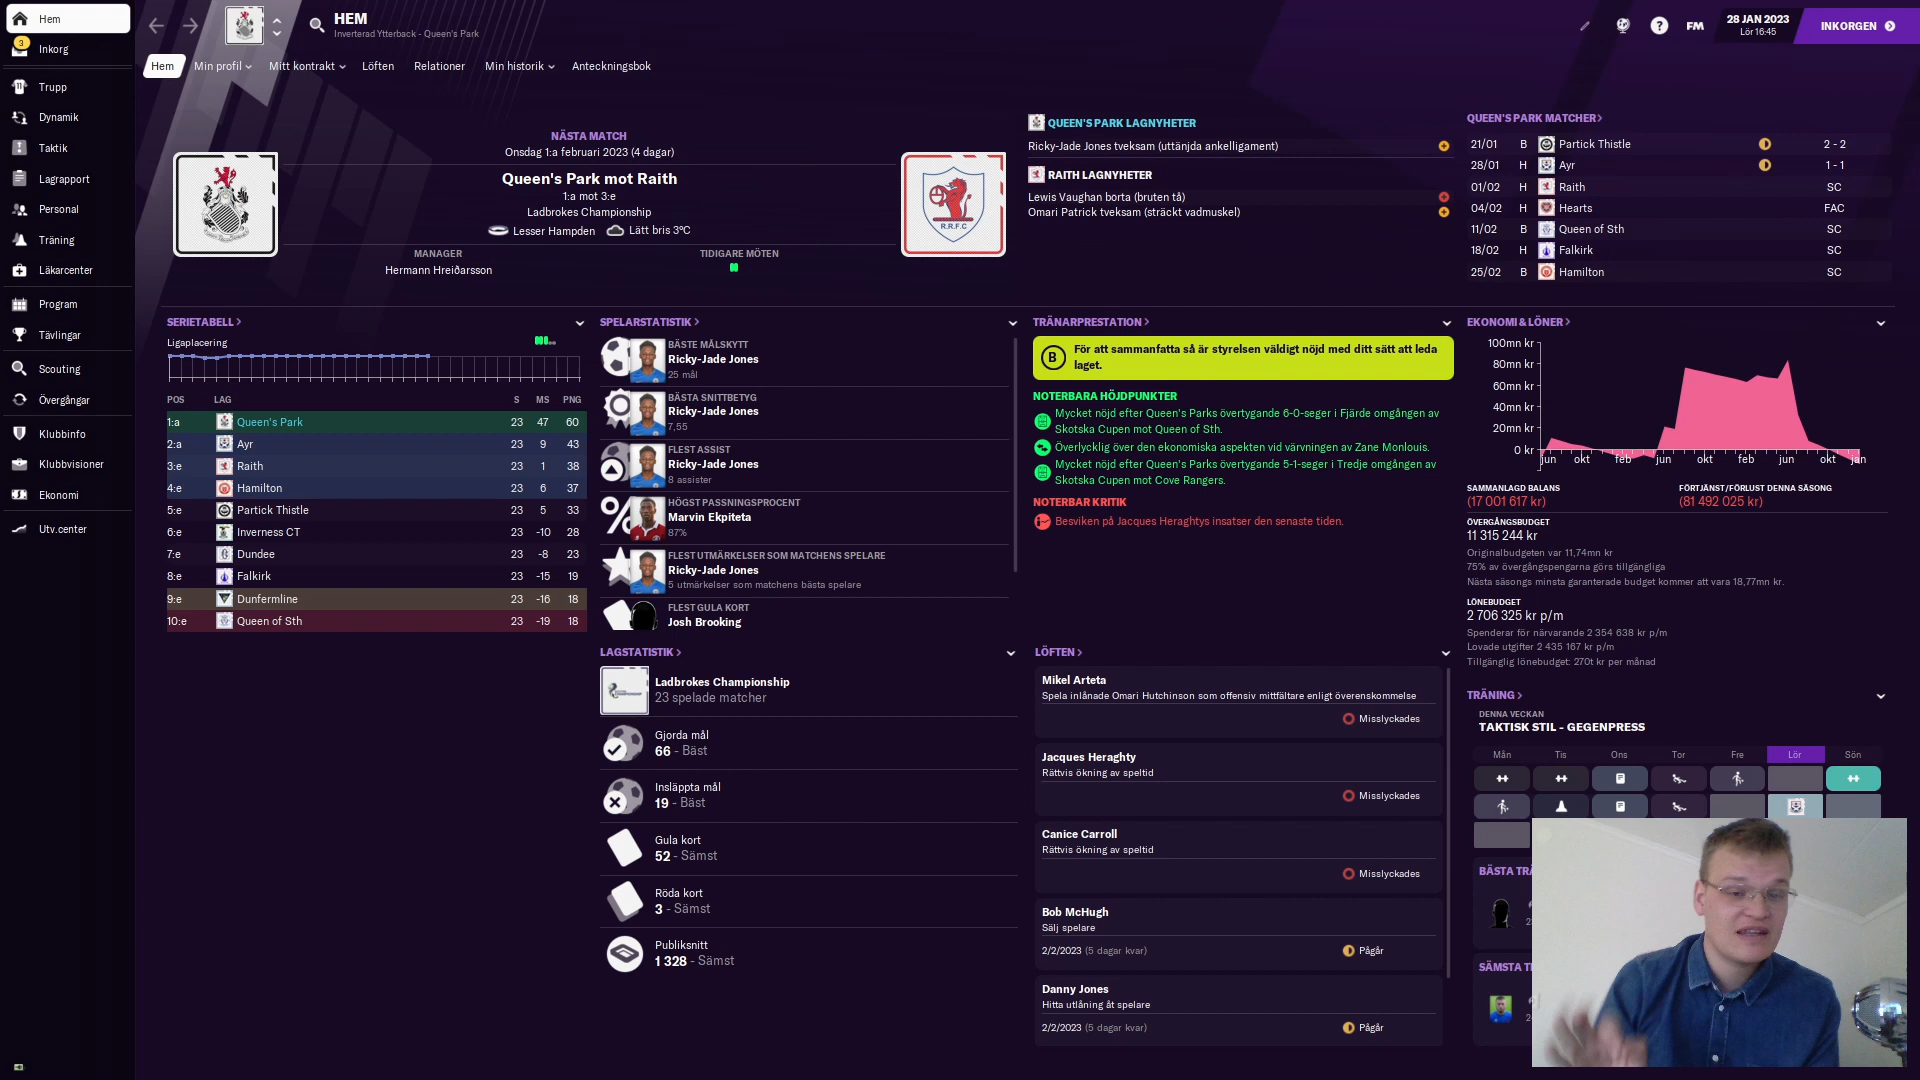 Hem
3
Inkorg
Trupp
Dynamik
Taktik
Lagrapport
Personal
Träning
Läkarcenter
Program
Tävlingar
Scouting
Övergångar
Klubbinfo
Klubbvisioner
Ekonomi
Utv.center
HEM
Inverterad Ytterback - Queen's Park
FM
28 JAN 2023
Lör 16:45
INKORGEN
Hem
Min profil
Mitt kontrakt
Löften
Relationer
Min historik
Anteckningsbok
NÄSTA MATCH
Onsdag 1:a februari 2023 (4 dagar)
Queen's Park mot Raith
1:a mot 3:e
Ladbrokes Championship
Lesser Hampden Lätt bris 3°C
MANAGER
Hermann Hreiðarsson
TIDIGARE MÖTEN
R.R.F.C
QUEEN'S PARK LAGNYHETER
Ricky-Jade Jones tveksam (uttänjda ankelligament)
RAITH LAGNYHETER
Lewis Vaughan borta (bruten tå)
Omari Patrick tveksam (sträckt vadmuskel)
QUEEN'S PARK MATCHER
21/01 B Partick Thistle 2 - 2
28/01 H Ayr 1 - 1
01/02 H Raith SC
04/02 H Hearts FAC
11/02 B Queen of Sth SC
18/02 H Falkirk SC
25/02 B Hamilton SC
SERIETABELL
Ligaplacering
POS LAG S MS PNG
1:a Queen's Park 23 47 60
2:a Ayr 23 9 43
3:e Raith 23 1 38
4:e Hamilton 23 6 37
5:e Partick Thistle 23 5 33
6:e Inverness CT 23 -10 28
7:e Dundee 23 -8 23
8:e Falkirk 23 -15 19
9:e Dunfermline 23 -16 18
10:e Queen of Sth 23 -19 18
SPELARSTATISTIK
BÄSTE MÅLSKYTT
Ricky-Jade Jones
25 mål
BÄSTA SNITTBETYG
Ricky-Jade Jones
7,55
FLEST ASSIST
Ricky-Jade Jones
8 assister
HÖGST PASSNINGSPROCENT
Marvin Ekpiteta
87%
FLEST UTMÄRKELSER SOM MATCHENS SPELARE
Ricky-Jade Jones
5 utmärkelser som matchens bästa spelare
FLEST GULA KORT
Josh Brooking
LAGSTATISTIK
Ladbrokes Championship
23 spelade matcher
Gjorda mål
66 - Bäst
Insläppta mål
19 - Bäst
Gula kort
52 - Sämst
Röda kort
3 - Sämst
Publiksnitt
1 328 - Sämst
TRÄNARPRESTATION
B
För att sammanfatta så är styrelsen väldigt nöjd med ditt sätt att leda
laget.
NOTERBARA HÖJDPUNKTER
Mycket nöjd efter Queen's Parks övertygande 6-0-seger i Fjärde omgången av
Skotska Cupen mot Queen of Sth.
Överlycklig över den ekonomiska aspekten vid värvningen av Zane Monlouis.
Mycket nöjd efter Queen's Parks övertygande 5-1-seger i Tredje omgången av
Skotska Cupen mot Cove Rangers.
NOTERBAR KRITIK
Besviken på Jacques Heraghtys insatser den senaste tiden.
LÖFTEN
Mikel Arteta
Spela inlånade Omari Hutchinson som offensiv mittfältare enligt överenskommelse
Misslyckades
Jacques Heraghty
Rättvis ökning av speltid
Misslyckades
Canice Carroll
Rättvis ökning av speltid
Misslyckades
Bob McHugh
Sälj spelare
2/2/2023 (5 dagar kvar) Pågår
Danny Jones
Hitta utlåning åt spelare
2/2/2023 (5 dagar kvar) Pågår
EKONOMI & LÖNER
100mn kr
80mn kr
60mn kr
40mn kr
20mn kr
0 kr
jun okt feb jun okt feb jun okt jan
SAMMANLAGD BALANS
(17 001 617 kr)
FÖRTJÄNST/FÖRLUST DENNA SÄSONG
(81 492 025 kr)
ÖVERGÅNGSBUDGET
11 315 244 kr
Originalbudgeten var 11,74mn kr
75% av övergångspengarna görs tillgängliga
Nästa säsongs minsta garanterade budget kommer att vara 18,77mn kr.
LÖNEBUDGET
2 706 325 kr p/m
Spenderar för närvarande 2 354 638 kr p/m
Lovade utgifter 2 435 167 kr p/m
Tillgänglig lönebudget: 270t kr per månad
TRÄNING
DENNA VECKAN
TAKTISK STIL - GEGENPRESS
Mån Tis Ons Tor Fre Lör Sön